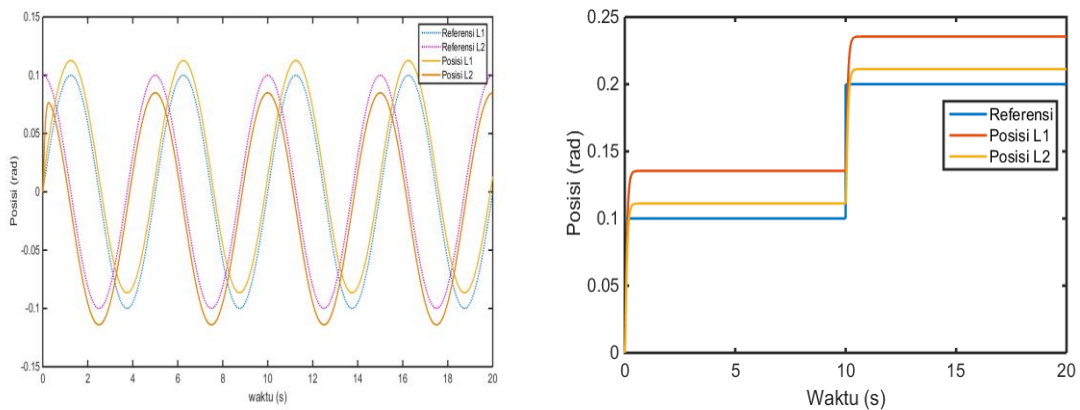 0.15
0.1
0.05
0
-0.05
-0.1
-0.15
0 2 4 6 8 10 12 14 16 18 20
Posisi (rad)
waktu (s)
Referensi L1
Referensi L2
Posisi L1
Posisi L2
0.25
0.2
0.15
0.1
0.05
0
0 5 10 15 20
Posisi (rad)
Waktu (s)
Referensi
Posisi L1
Posisi L2